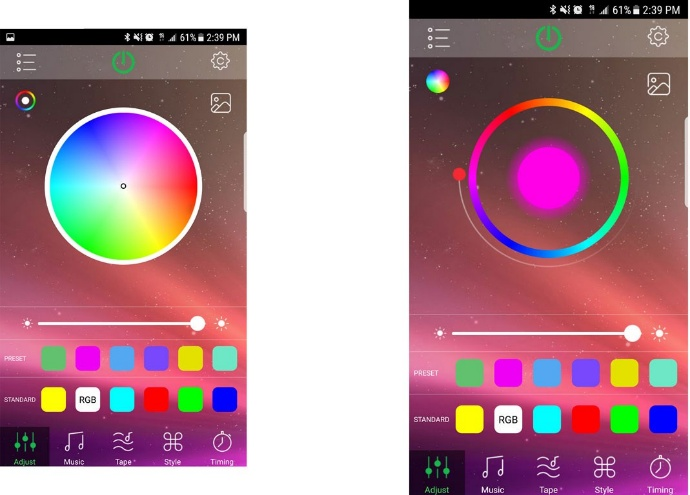 61% 2:39 PM
PRESET
STANDARD RGB
Adjust Music Tape Style Timing
61% 2:39 PM
PRESET
STANDARD RGB
Adjust Music Tape Style Timing